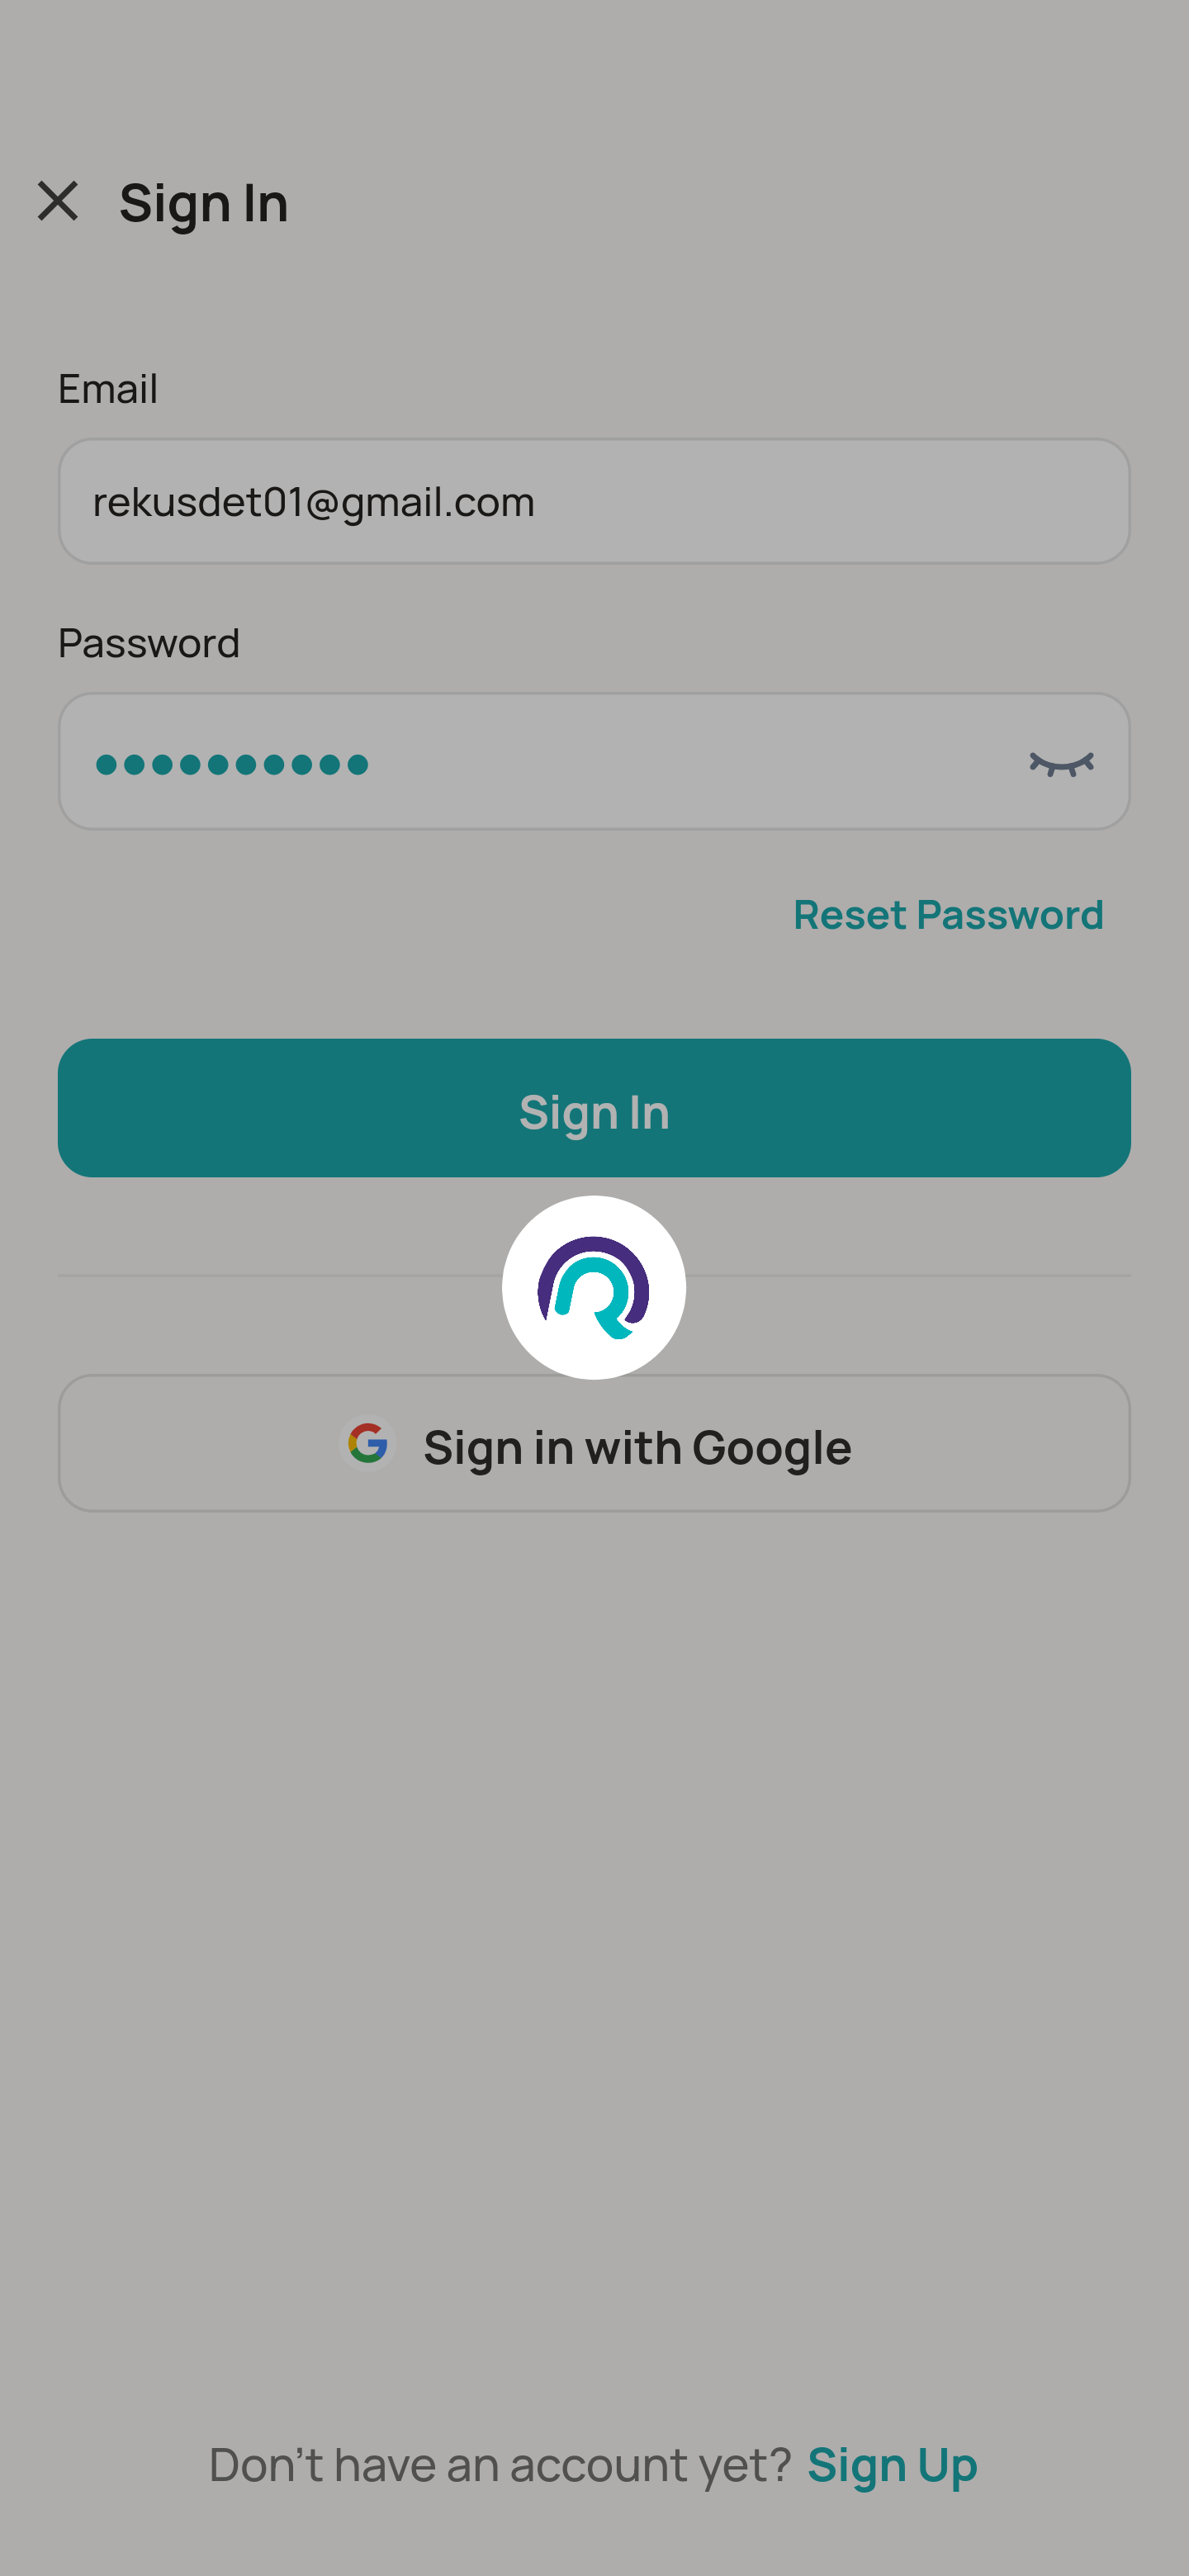 Sign In
Email
rekusdet01@gmail.com
Password
Reset Password
Sign In
Sign in with Google
Don't have an account yet? Sign Up